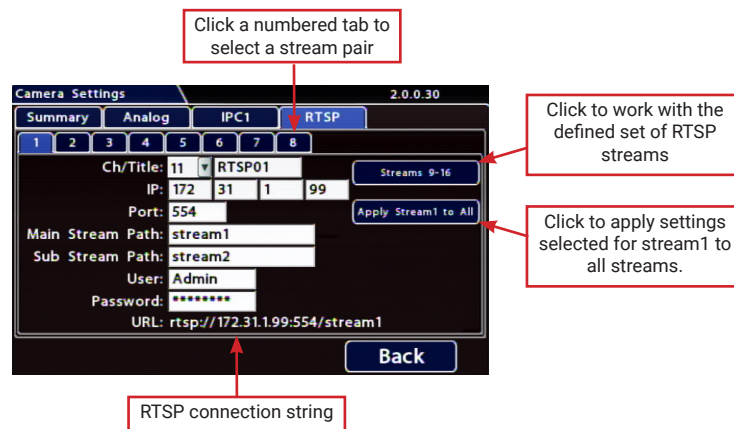 Click a numbered tab to
select a stream pair
Camera Settings 2.0.0.30
Summary Analog IPC1 RTSP
1 2 3 4 5 6 7 8
Ch/Title: 11 RTSP01 Streams 9-16
IP: 172 31 1 99
Port: 554 Apply Stream1 to All
Main Stream Path: stream1
Sub Stream Path: stream2
User: Admin
Password: ********
URL: rtsp://172.31.1.99:554/stream1
Back
Click to work with the
defined set of RTSP
streams
Click to apply settings
selected for stream1 to
all streams.
RTSP connection string